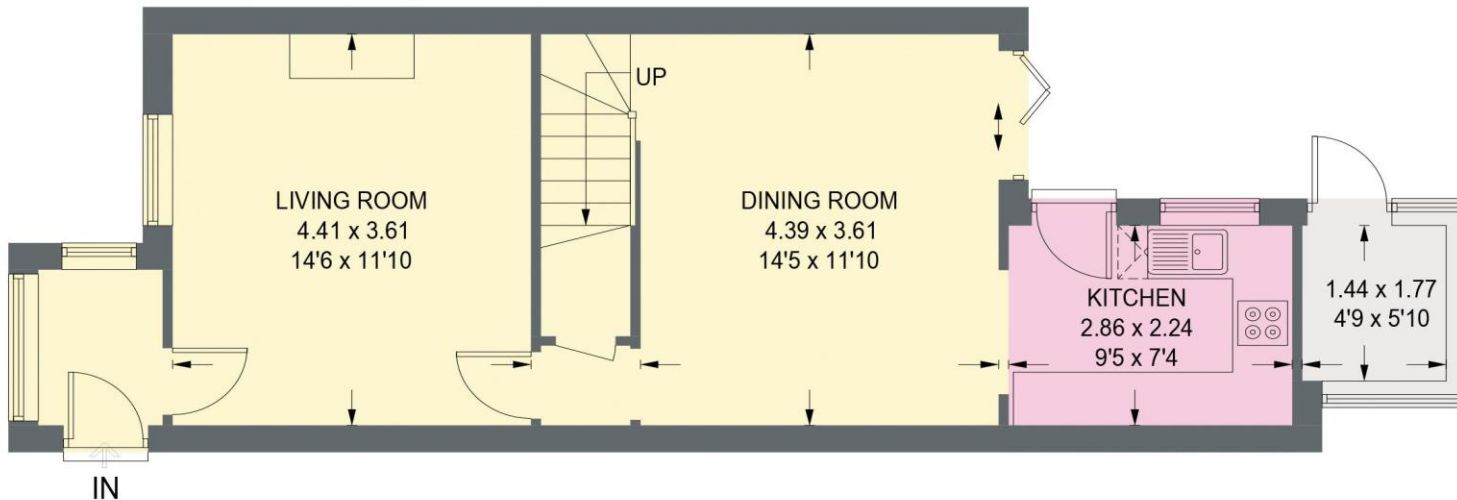 UP
LIVING ROOM
4.41 x 3.61
14'6 x 11'10
DINING ROOM
4.39 x 3.61
14'5 x 11'10
KITCHEN
2.86 x 2.24
9'5 x 7'4
1.44 x 1.77
4'9 x 5'10
IN